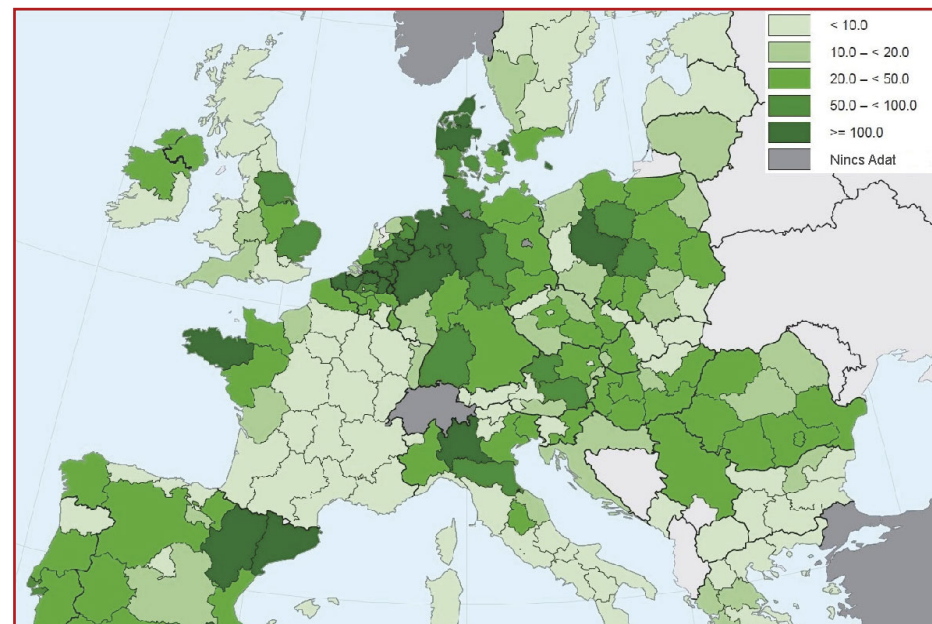 < 10.0
10.0 – < 20.0
20.0 – < 50.0
50.0 – < 100.0
>= 100.0
Nincs Adat